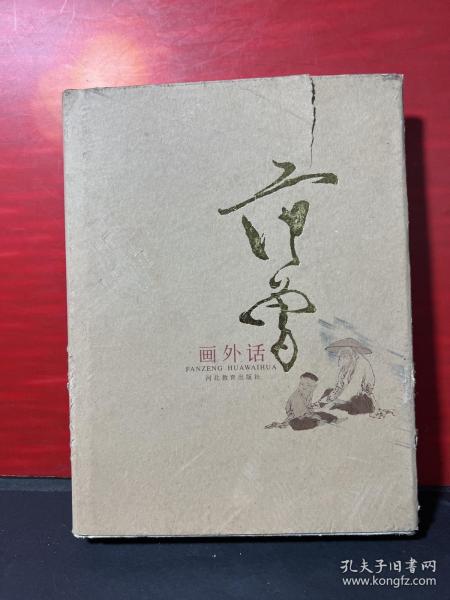 范曾
画外话
FANZENG HUAWAIHUA
河北教育出版社
孔夫子旧书网
www.kongfz.com